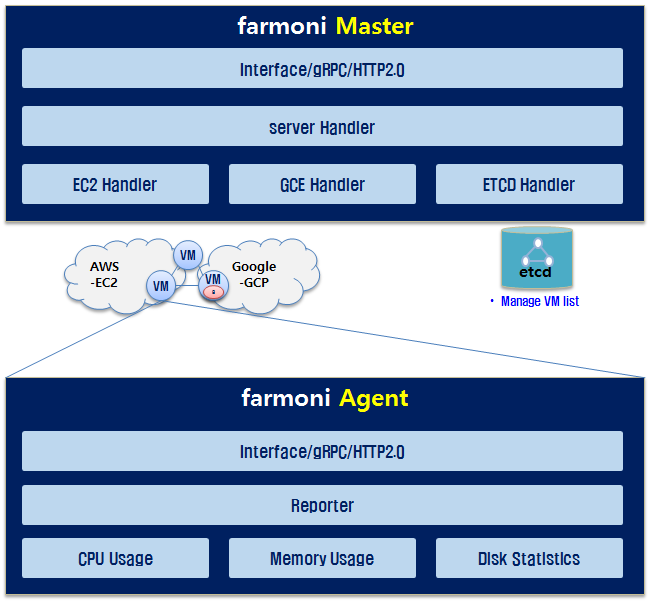 farmoni Master
Interface/gRPC/HTTP2.0
server Handler
EC2 Handler
GCE Handler
ETCD Handler
AWS
-EC2
VM
VM
VM
a
Google
-GCP
etcd
• Manage VM list
farmoni Agent
Interface/gRPC/HTTP2.0
Reporter
CPU Usage
Memory Usage
Disk Statistics